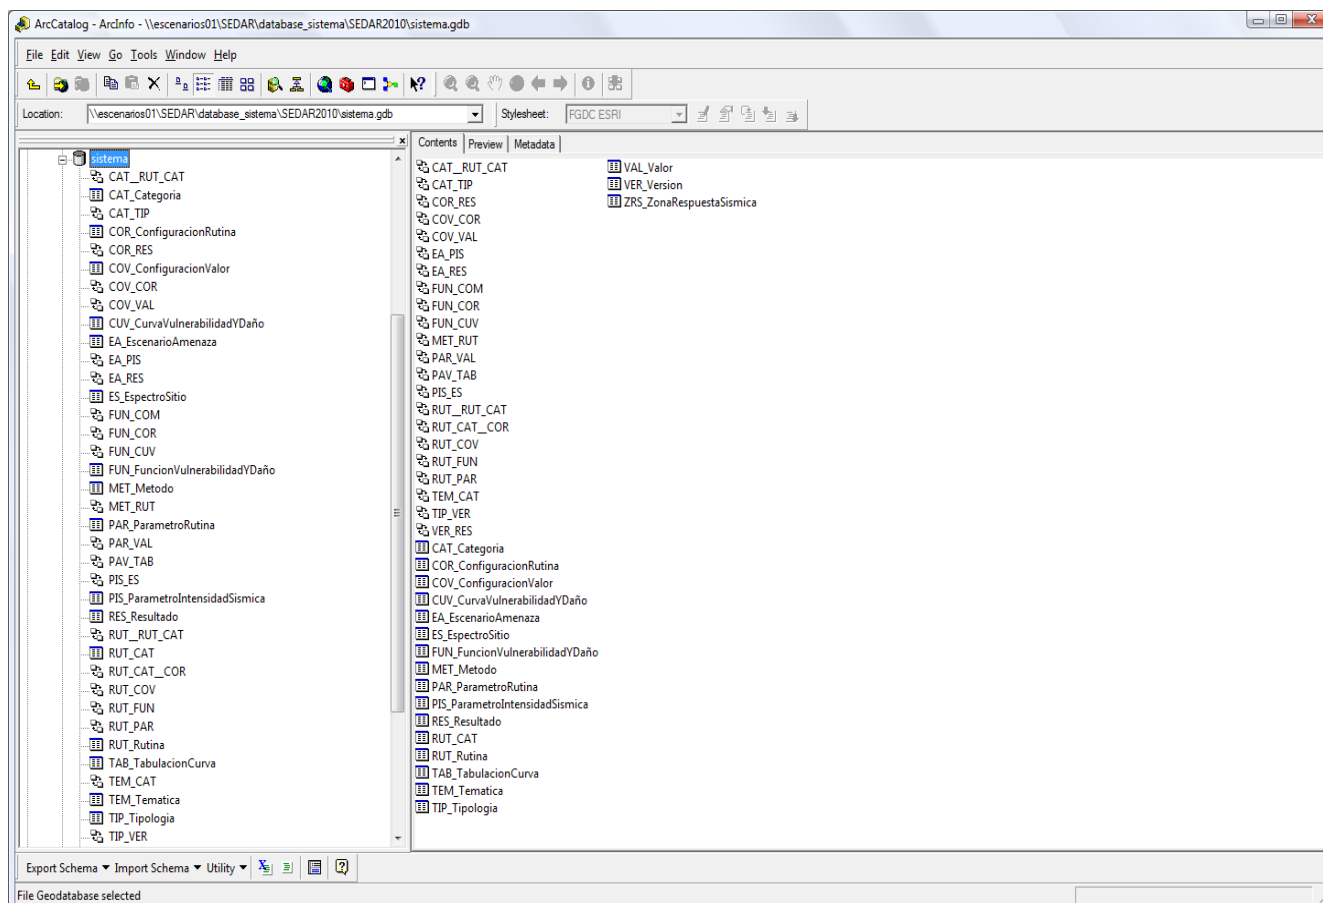 ArcCatalog - ArcInfo - \\escenarios01\SEDAR\database_sistema\SEDAR2010\sistema.gdb
File Edit View Go Tools Window Help
Location: \\escenarios01\SEDAR\database_sistema\SEDAR2010\sistema.gdb Stylesheet: FGDC ESRI
sistema
CAT__RUT_CAT
CAT_Categoria
CAT_TIP
COR_ConfiguracionRutina
COR_RES
COV_ConfiguracionValor
COV_COR
COV_VAL
CUV_CurvaVulnerabilidadYDaño
EA_EscenarioAmenaza
EA_PIS
EA_RES
ES_EspectroSitio
FUN_COM
FUN_COR
FUN_CUV
FUN_FuncionVulnerabilidadYDaño
MET_Metodo
MET_RUT
PAR_ParametroRutina
PAR_VAL
PAV_TAB
PIS_ES
PIS_ParametroIntensidadSismica
RES_Resultado
RUT__RUT_CAT
RUT_CAT
RUT_CAT__COR
RUT_COV
RUT_FUN
RUT_PAR
RUT_Rutina
TAB_TabulacionCurva
TEM_CAT
TEM_Tematica
TIP_Tipologia
TIP_VER
Contents Preview Metadata
CAT__RUT_CAT
CAT_TIP
COR_RES
COV_COR
COV_VAL
EA_PIS
EA_RES
FUN_COM
FUN_COR
FUN_CUV
MET_RUT
PAR_VAL
PAV_TAB
PIS_ES
RUT__RUT_CAT
RUT_CAT__COR
RUT_COV
RUT_FUN
RUT_PAR
TEM_CAT
TIP_VER
VER_RES
CAT_Categoria
COR_ConfiguracionRutina
COV_ConfiguracionValor
CUV_CurvaVulnerabilidadYDaño
EA_EscenarioAmenaza
ES_EspectroSitio
FUN_FuncionVulnerabilidadYDaño
MET_Metodo
PAR_ParametroRutina
PIS_ParametroIntensidadSismica
RES_Resultado
RUT_CAT
RUT_Rutina
TAB_TabulacionCurva
TEM_Tematica
TIP_Tipologia
VAL_Valor
VER_Version
ZRS_ZonaRespuestaSismica
Export Schema Import Schema Utility
File Geodatabase selected